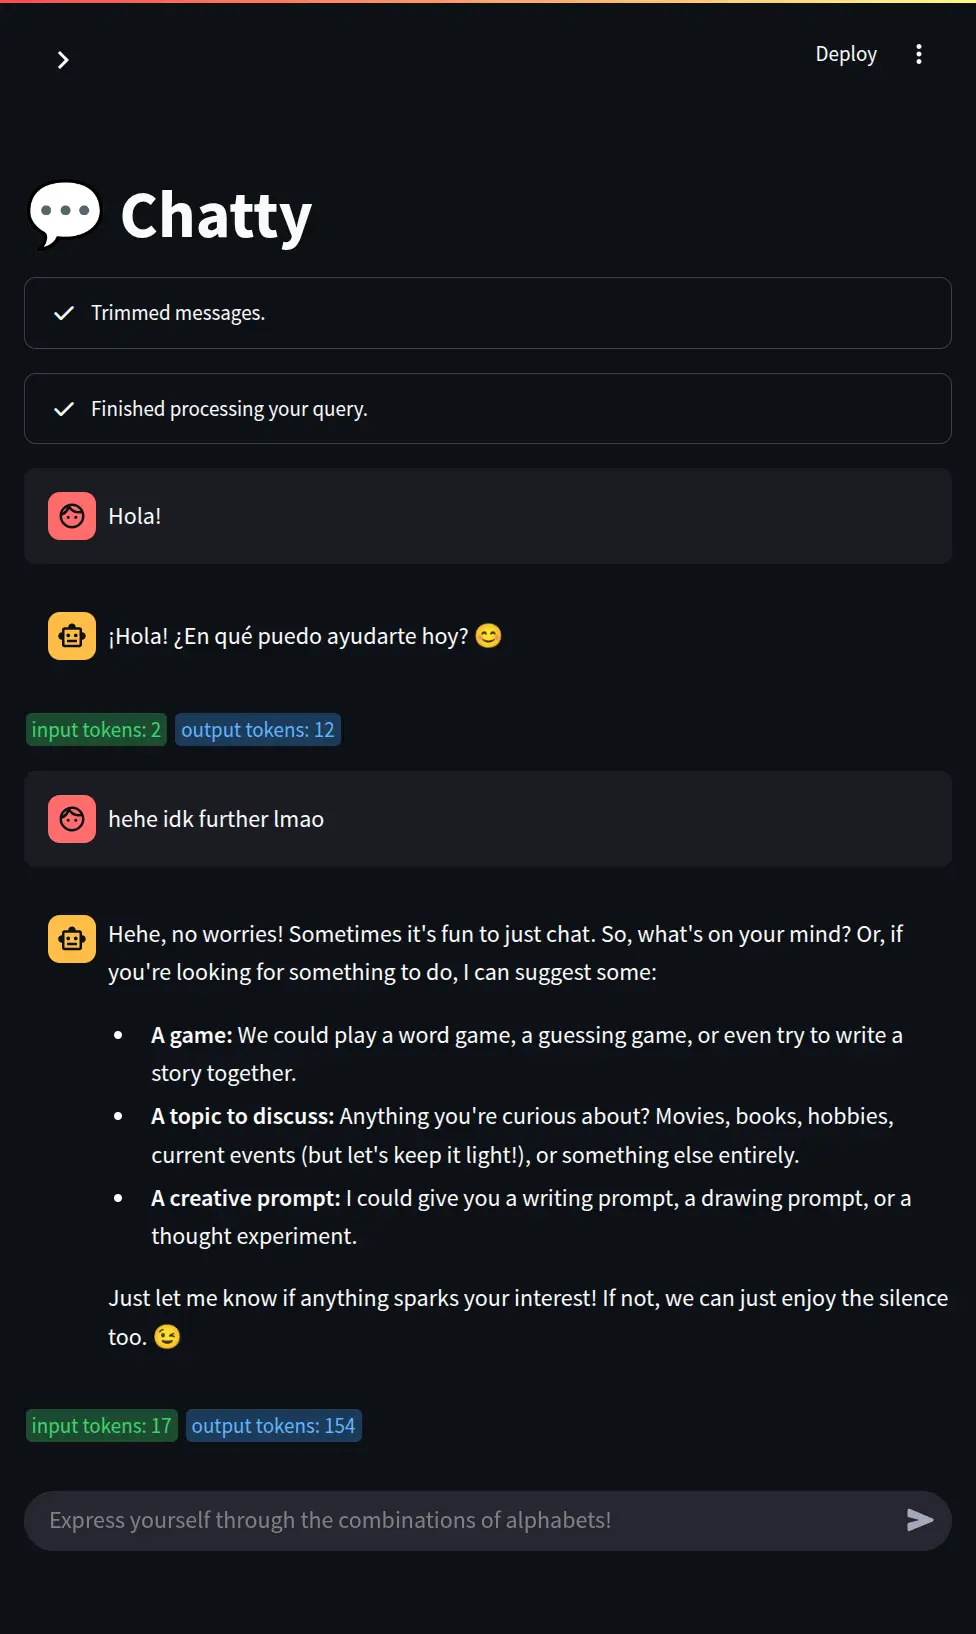 Deploy
💬 Chatty
Trimmed messages.
Finished processing your query.
Hola!
¡Hola! ¿En qué puedo ayudarte hoy? 😊
input tokens: 2 output tokens: 12
hehe idk further lmao
Hehe, no worries! Sometimes it's fun to just chat. So, what's on your mind? Or, if
you're looking for something to do, I can suggest some:
• A game: We could play a word game, a guessing game, or even try to write a
story together.
• A topic to discuss: Anything you're curious about? Movies, books, hobbies,
current events (but let's keep it light!), or something else entirely.
• A creative prompt: I could give you a writing prompt, a drawing prompt, or a
thought experiment.
Just let me know if anything sparks your interest! If not, we can just enjoy the silence
too. 😉
input tokens: 17 output tokens: 154
Express yourself through the combinations of alphabets!